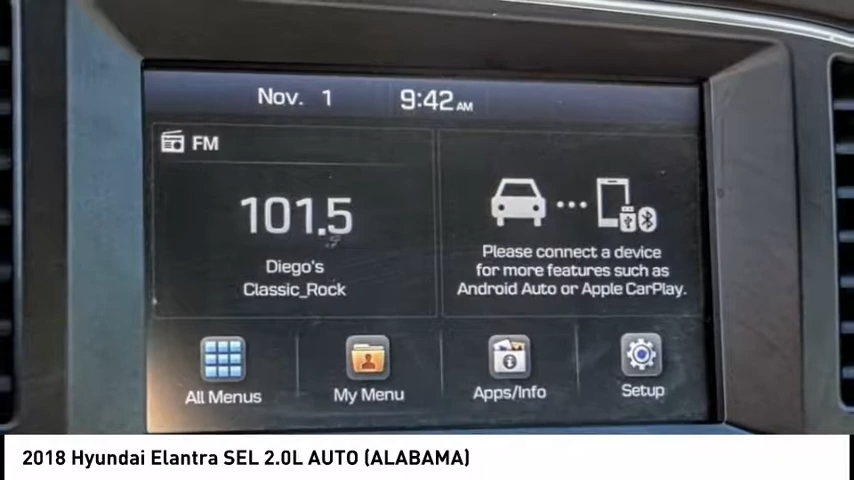 Nov. 1 9:42 AM
FM
101.5
Diego's
Classic_Rock
Please connect a device
for more features such as
Android Auto or Apple CarPlay.
All Menus My Menu Apps/Info Setup
2018 Hyundai Elantra SEL 2.0L AUTO (ALABAMA)